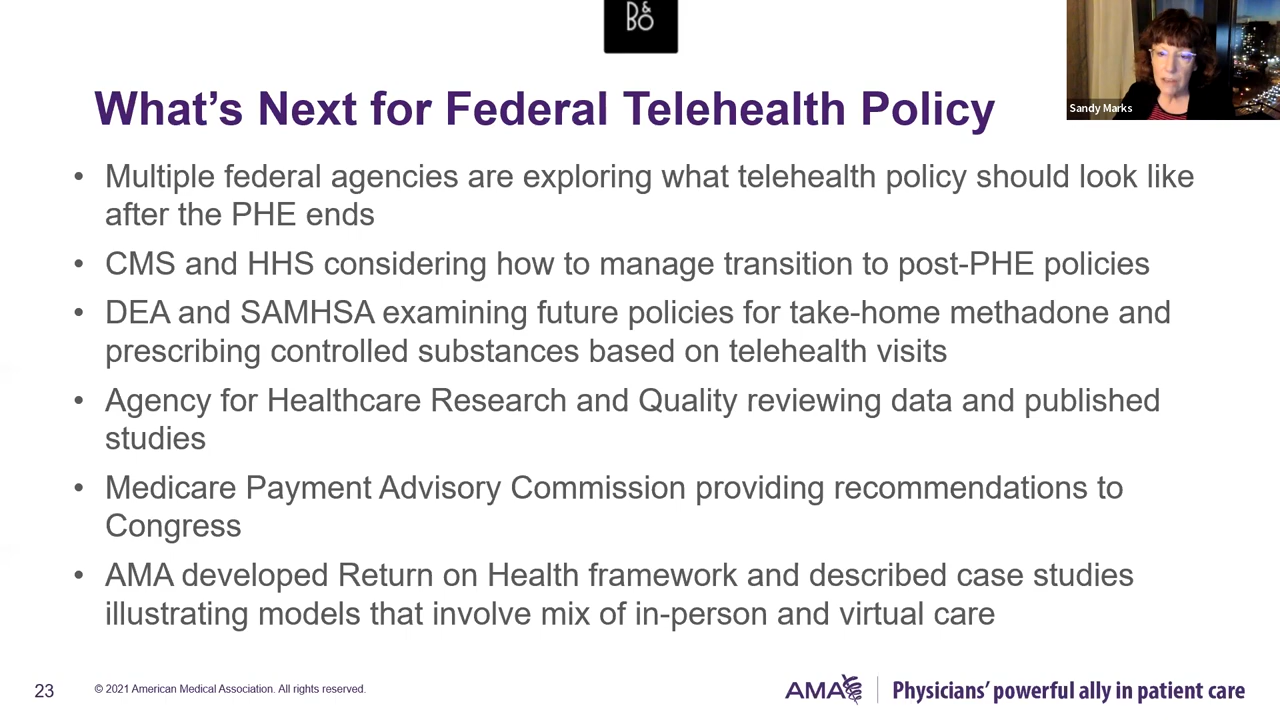 D&
BO
What's Next for Federal Telehealth Policy
Sandy Marks
• Multiple federal agencies are exploring what telehealth policy should look like
after the PHE ends
• CMS and HHS considering how to manage transition to post-PHE policies
• DEA and SAMHSA examining future policies for take-home methadone and
prescribing controlled substances based on telehealth visits
• Agency for Healthcare Research and Quality reviewing data and published
studies
• Medicare Payment Advisory Commission providing recommendations to
Congress
• AMA developed Return on Health framework and described case studies
illustrating models that involve mix of in-person and virtual care
23
© 2021 American Medical Association. All rights reserved.
AMA
Physicians' powerful ally in patient care